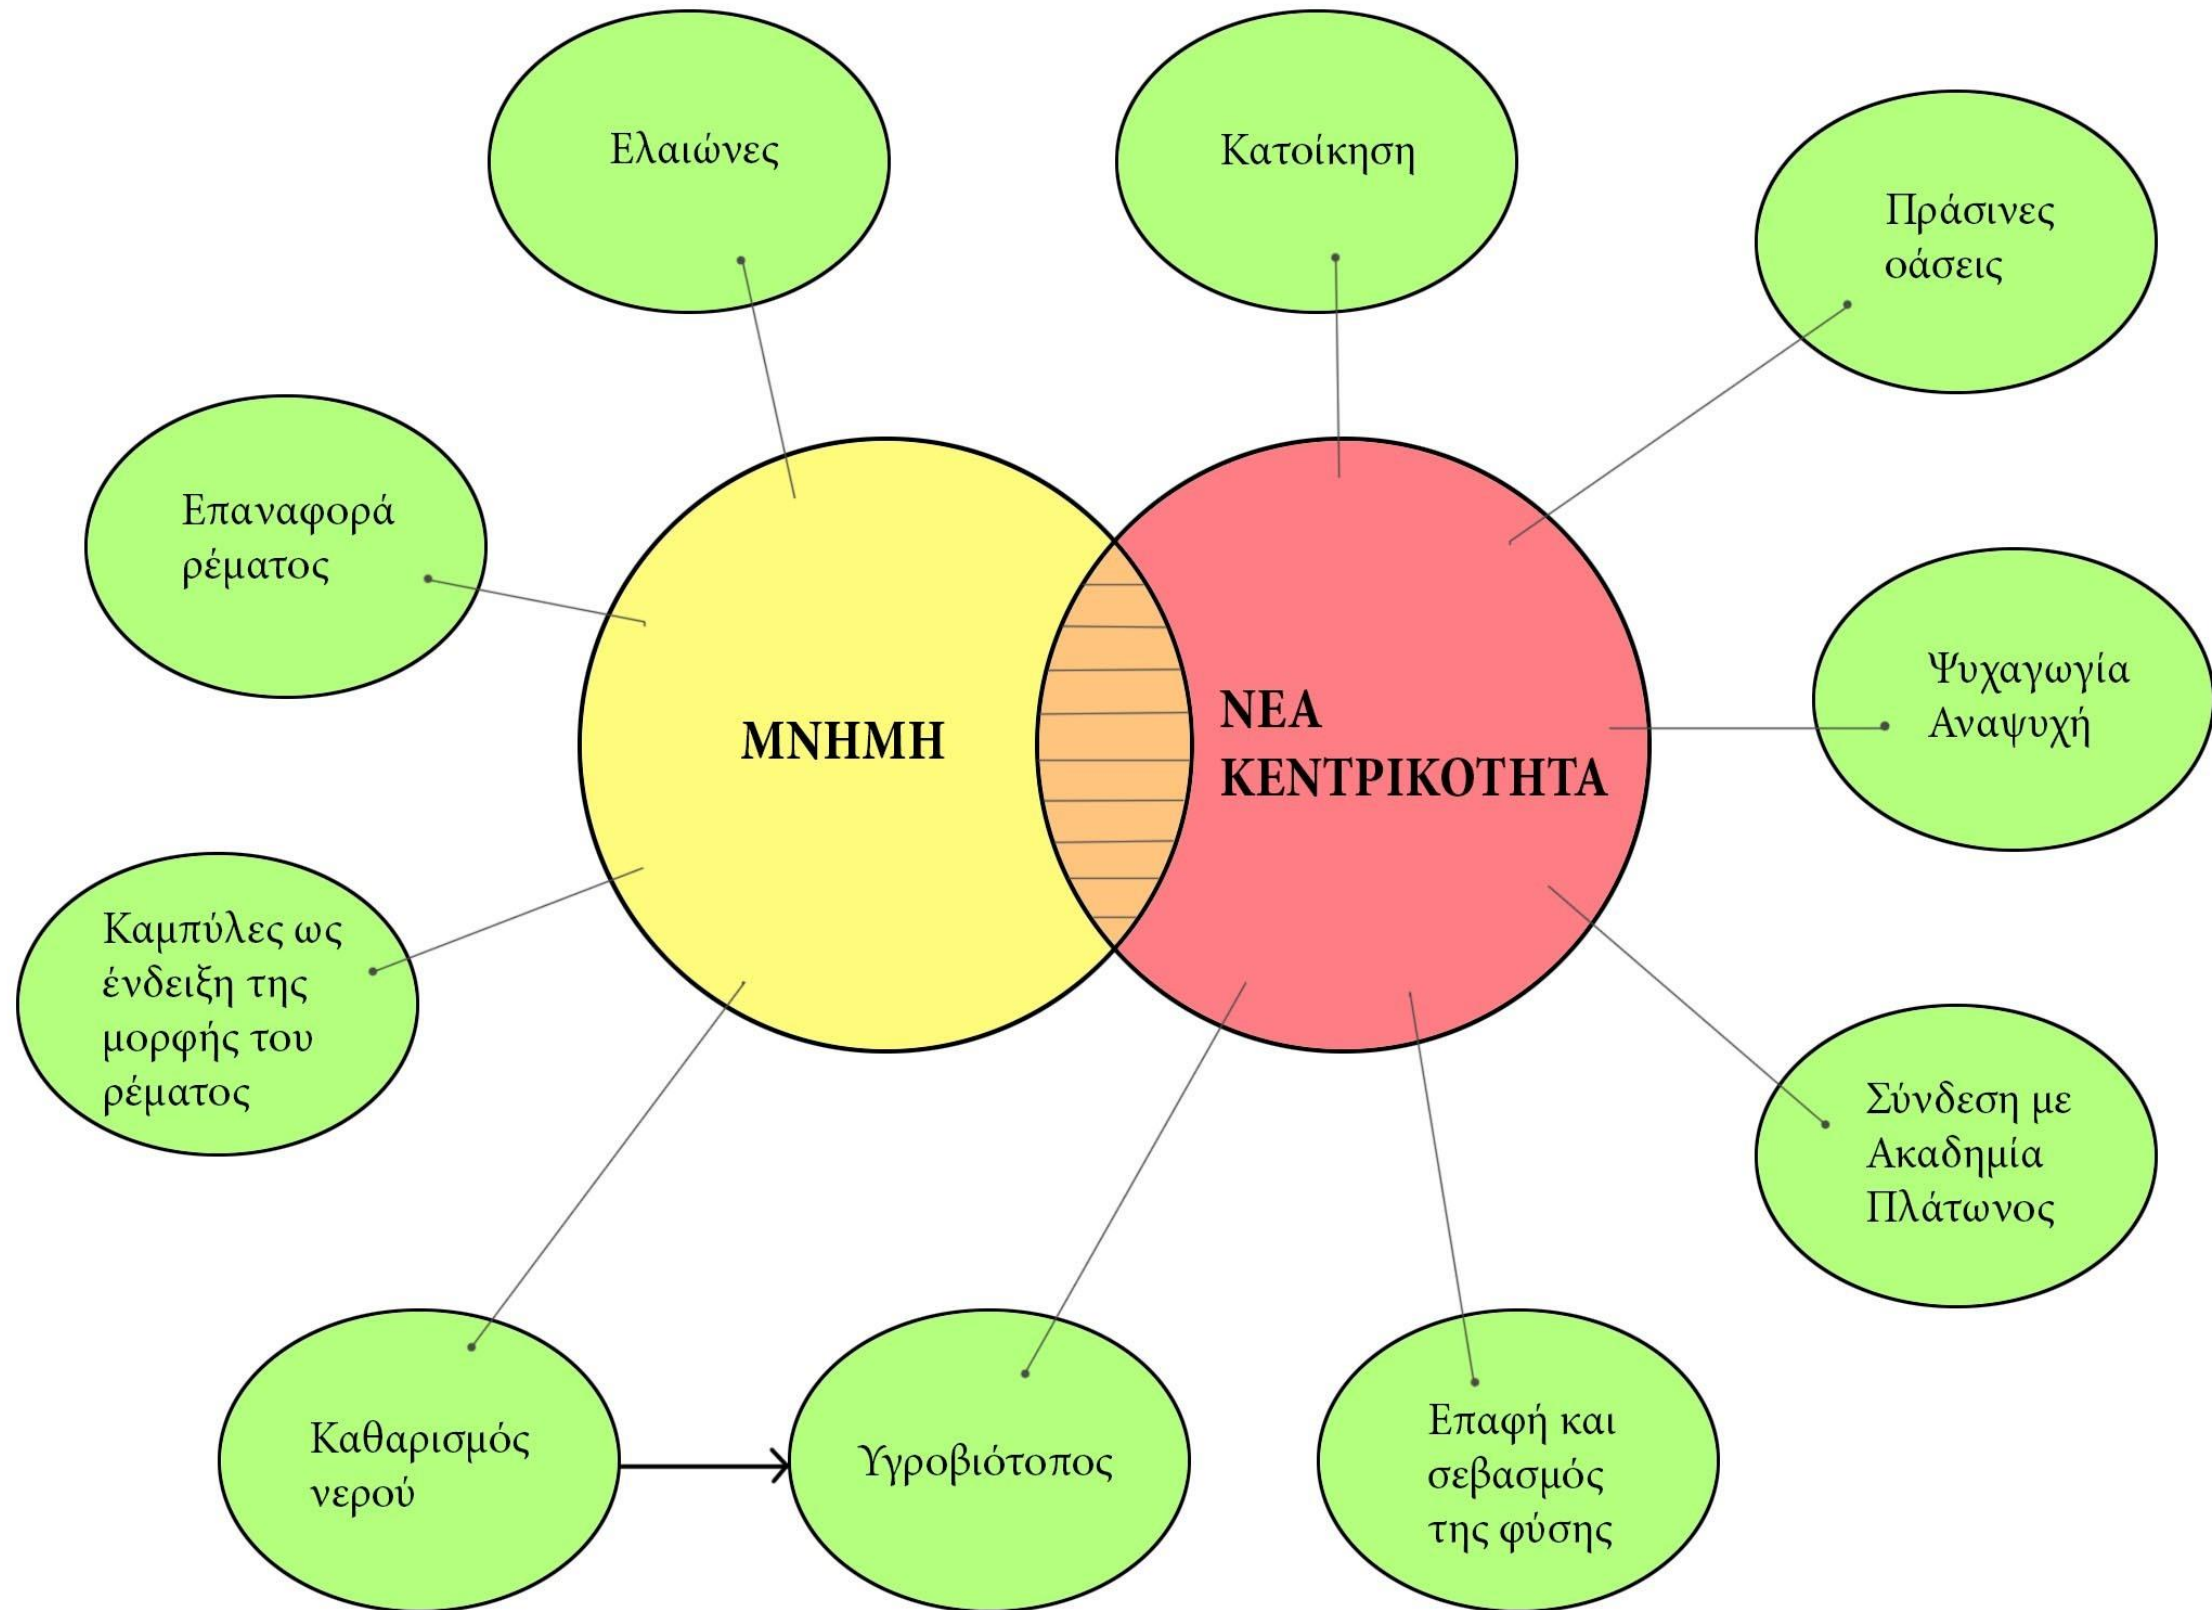 Ελαιώνες
Κατοίκηση
Πράσινες
οάσεις
Επαναφορά
ρέματος
Ψυχαγωγία
Αναψυχή
ΜΝΗΜΗ
ΝΕΑ
ΚΕΝΤΡΙΚΟΤΗΤΑ
Καμπύλες ως
ένδειξη της
μορφής του
ρέματος
Σύνδεση με
Ακαδημία
Πλάτωνος
Καθαρισμός
νερού
Υγροβιότοπος
Επαφή και
σεβασμός
της φύσης